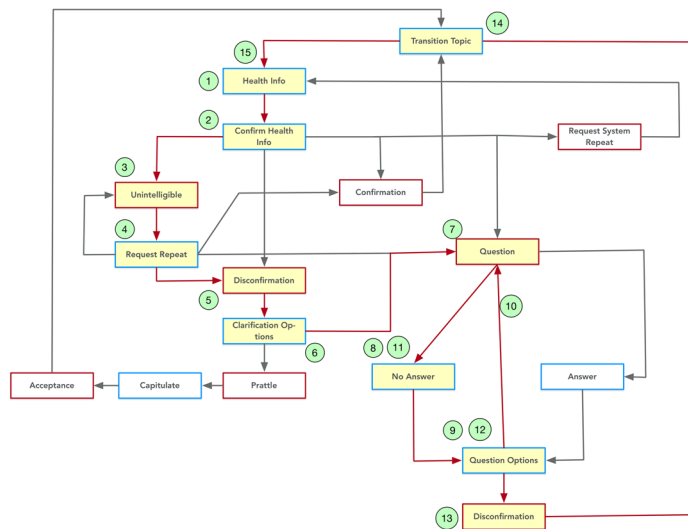 14
Transition Topic
15
1
Health Info
2
Confirm Health
Info
Request System
Repeat
3
Unintelligible
Confirmation
4
7
Request Repeat
Question
5
Disconfirmation
10
Clarification Op-
tions
6
8
11
Acceptance
Capitulate
Prattle
No Answer
Answer
9
12
Question Options
13
Disconfirmation